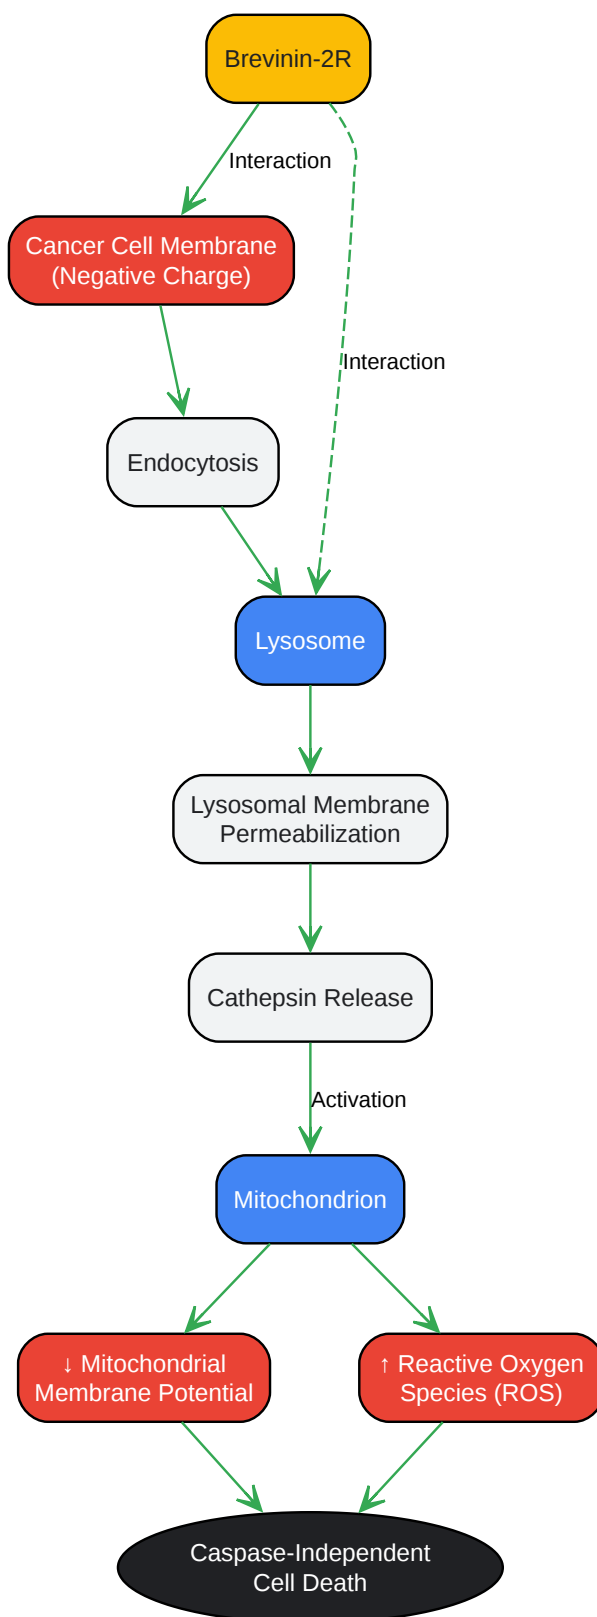 Brevinin-2R
Interaction
Cancer Cell Membrane
(Negative Charge)
Interaction
Endocytosis
Lysosome
Lysosomal Membrane
Permeabilization
Cathepsin Release
Activation
Mitochondrion
↓ Mitochondrial
Membrane Potential
↑ Reactive Oxygen
Species (ROS)
Caspase-Independent
Cell Death